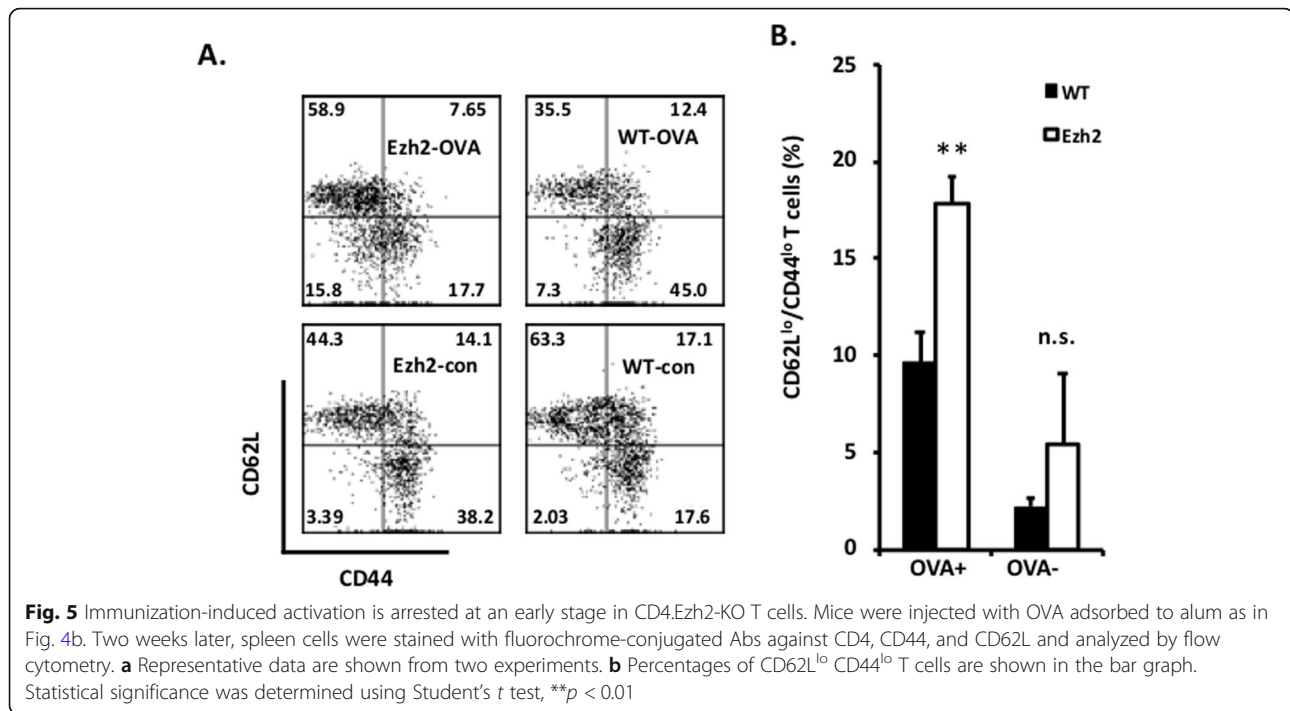 A.
58.9 7.65
Ezh2-OVA
15.8 17.7
35.5 12.4
WT-OVA
7.3 45.0
44.3 14.1
Ezh2-con
3.39 38.2
63.3 17.1
WT-con
2.03 17.6
CD62L
CD44
B.
25
20
15
10
5
0
CD62Lˡᵒ/CD44ˡᵒ T cells (%)
WT
Ezh2
**
n.s.
OVA+ OVA-
Fig. 5 Immunization-induced activation is arrested at an early stage in CD4.Ezh2-KO T cells. Mice were injected with OVA adsorbed to alum as in
Fig. 4b. Two weeks later, spleen cells were stained with fluorochrome-conjugated Abs against CD4, CD44, and CD62L and analyzed by flow
cytometry. a Representative data are shown from two experiments. b Percentages of CD62Lˡᵒ CD44ˡᵒ T cells are shown in the bar graph.
Statistical significance was determined using Student’s t test, **p < 0.01